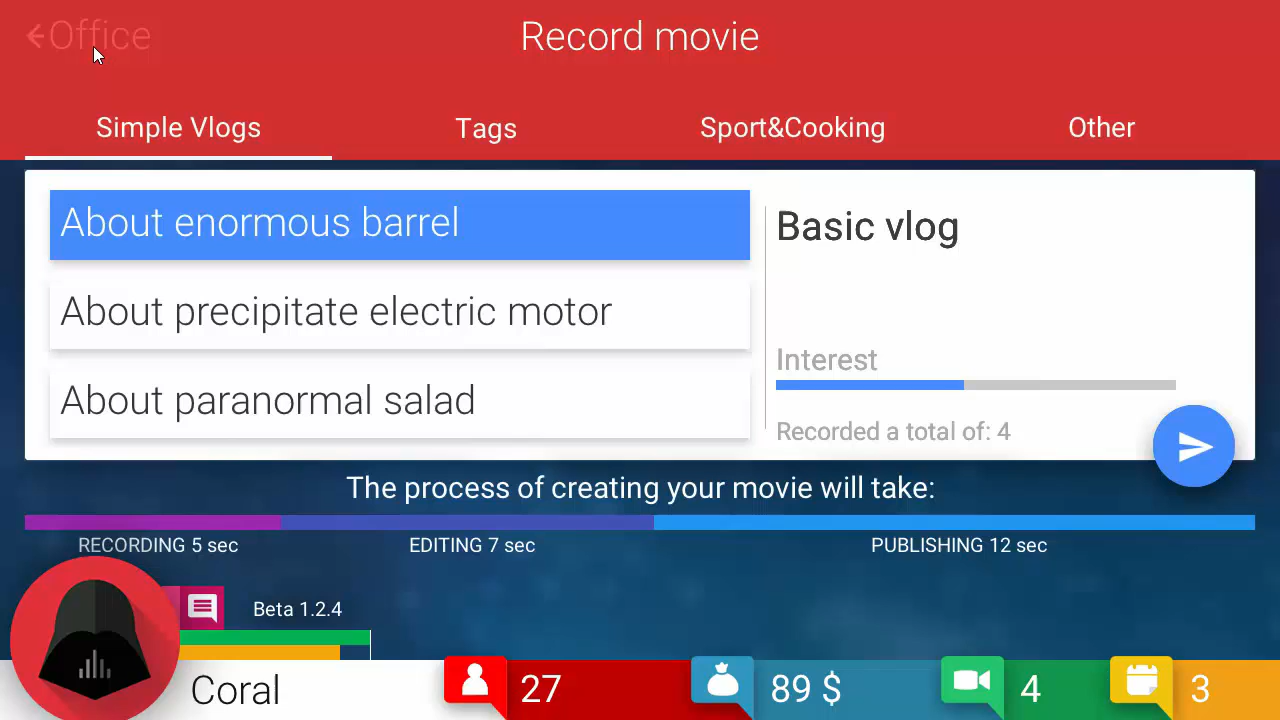 Office
Record movie
Simple Vlogs
Tags
Sport&Cooking
Other
About enormous barrel
About precipitate electric motor
About paranormal salad
Basic vlog
Interest
Recorded a total of: 4
The process of creating your movie will take:
RECORDING 5 sec
EDITING 7 sec
PUBLISHING 12 sec
Beta 1.2.4
Coral
27
89 $
4
3